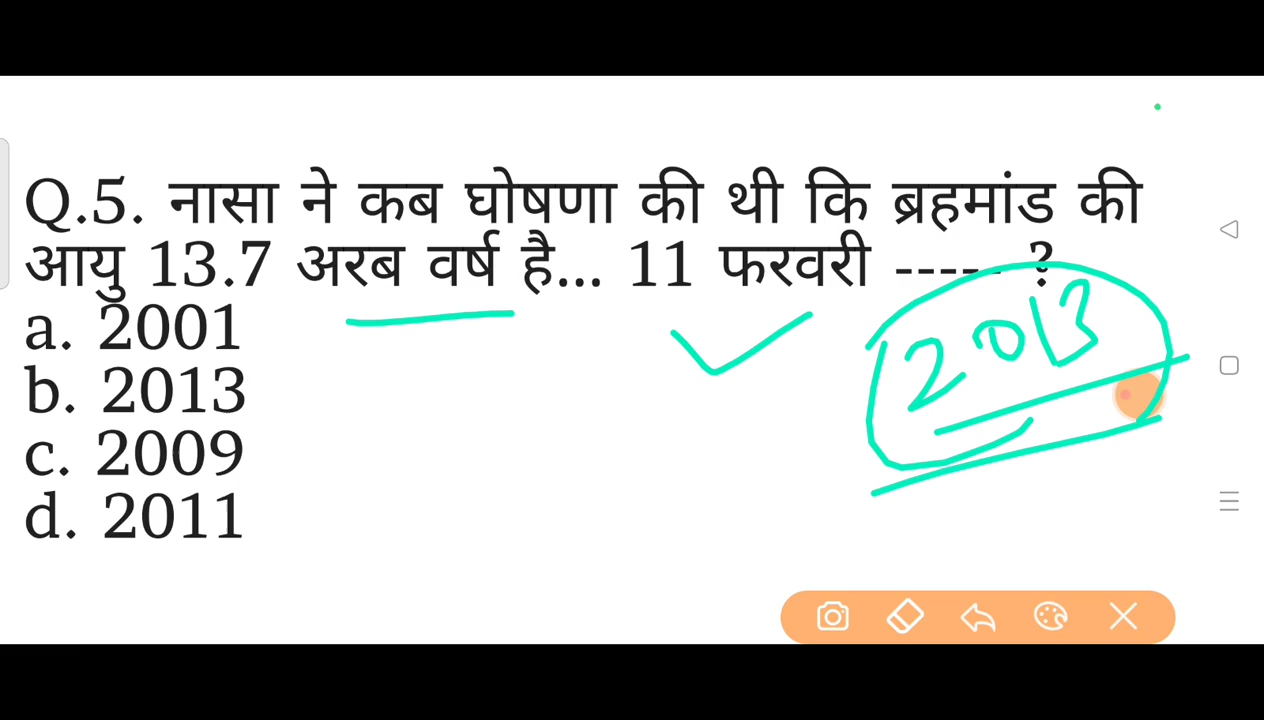 Q.5. नासा ने कब घोषणा की थी कि ब्रहमांड की
आयु 13.7 अरब वर्ष है... 11 फरवरी ----- ?
a. 2001
b. 2013
c. 2009
d. 2011
2013